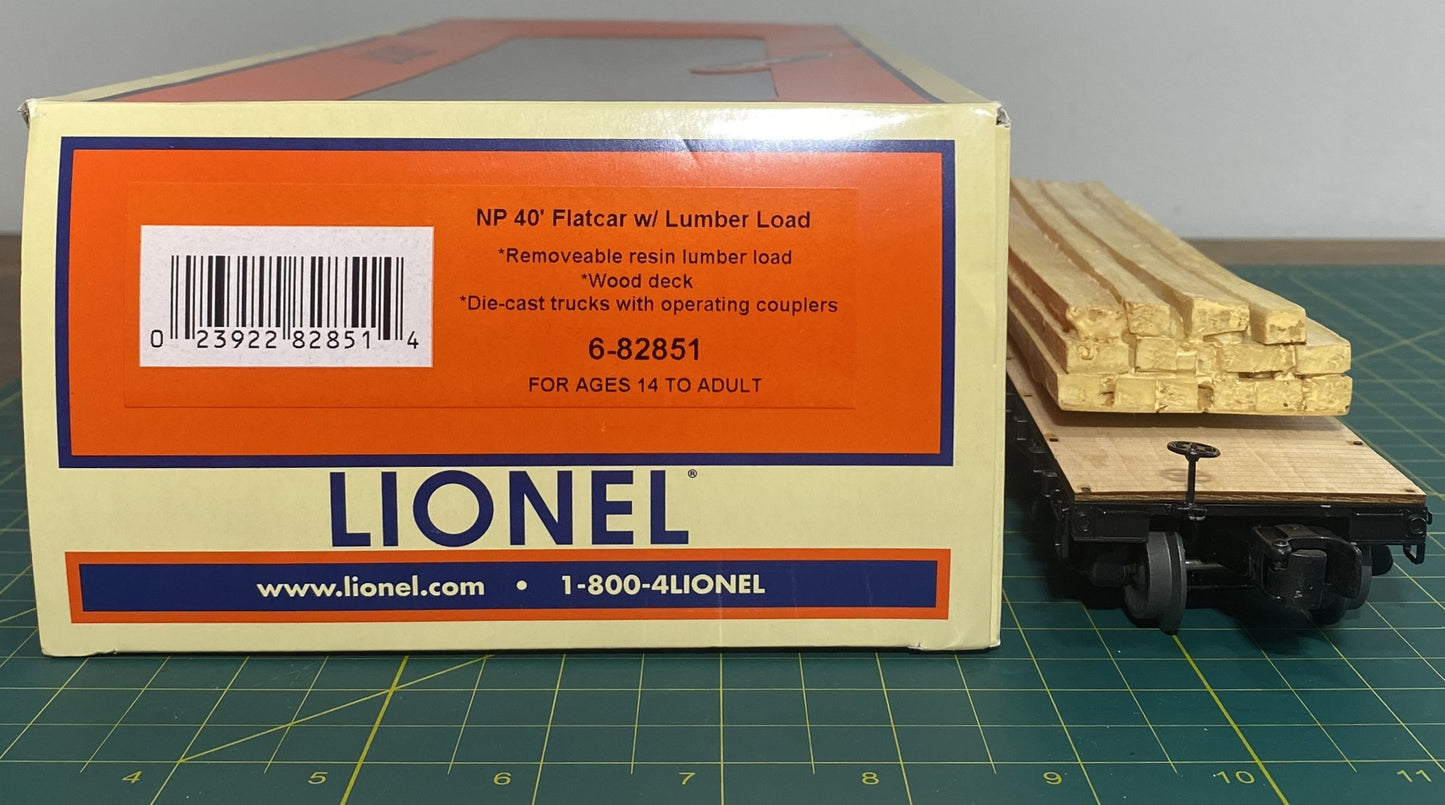 NP 40' Flatcar w/ Lumber Load
*Removeable resin lumber load
*Wood deck
*Die-cast trucks with operating couplers
6-82851
FOR AGES 14 TO ADULT
0 23922 82851 4
LIONEL®
www.lionel.com • 1-800-4LIONEL
4 5 6 7 8 9 10 11